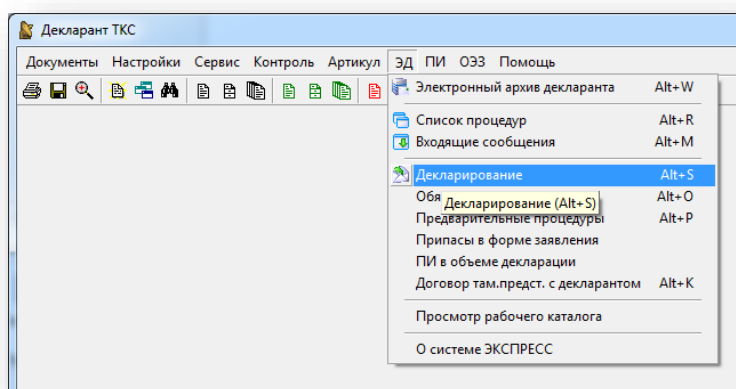 Декларант ТКС
Документы Настройки Сервис Контроль Артикул ЭД ПИ ОЭЗ Помощь
Электронный архив декларанта Alt+W
Список процедур Alt+R
Входящие сообщения Alt+M
Декларирование Alt+S
Обя Alt+O
Декларирование (Alt+S)
Предварительные процедуры Alt+P
Припасы в форме заявления
ПИ в объеме декларации
Договор там.предст. с декларантом Alt+K
Просмотр рабочего каталога
О системе ЭКСПРЕСС